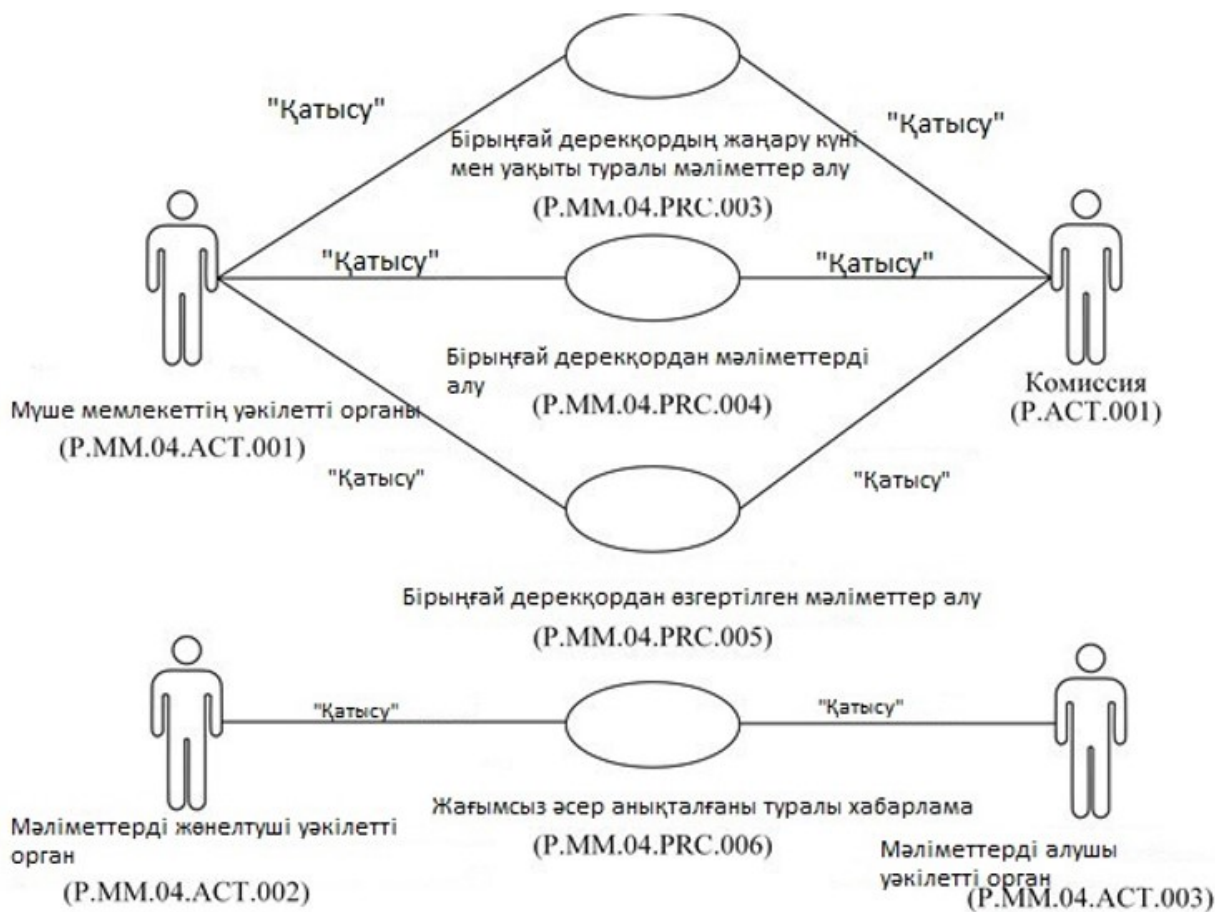 "Қатысу"
"Қатысу"
Бірыңғай дерекқордың жаңару күні
мен уақыты туралы мәліметтер алу
(P.MM.04.PRC.003)
"Қатысу"
"Қатысу"
Бірыңғай дерекқордан мәліметтерді
алу
(P.MM.04.PRC.004)
Мүше мемлекеттің уәкілетті органы
(P.MM.04.ACT.001)
Комиссия
(P.ACT.001)
"Қатысу"
"Қатысу"
Бірыңғай дерекқордан өзгертілген мәліметтер алу
(P.MM.04.PRC.005)
"Қатысу"
"Қатысу"
Жағымсыз әсер анықталғаны туралы хабарлама
(P.MM.04.PRC.006)
Мәліметтерді жөнелтуші уәкілетті
орган
(P.MM.04.ACT.002)
Мәліметтерді алушы
уәкілетті орган
(P.MM.04.ACT.003)